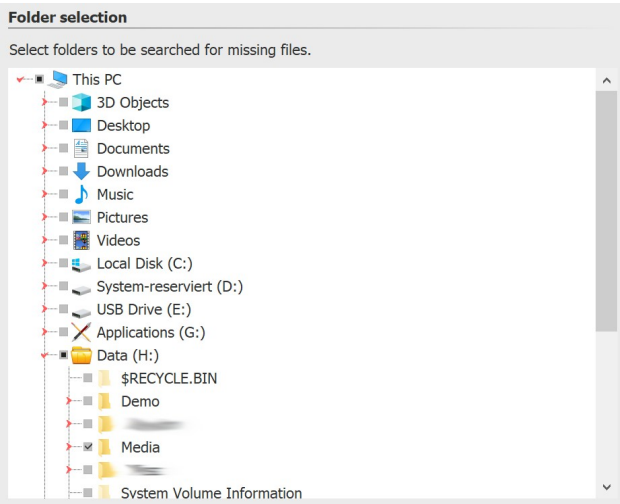 Folder selection
Select folders to be searched for missing files.
This PC
3D Objects
Desktop
Documents
Downloads
Music
Pictures
Videos
Local Disk (C:)
System-reserviert (D:)
USB Drive (E:)
Applications (G:)
Data (H:)
$RECYCLE.BIN
Demo
Media
System Volume Information